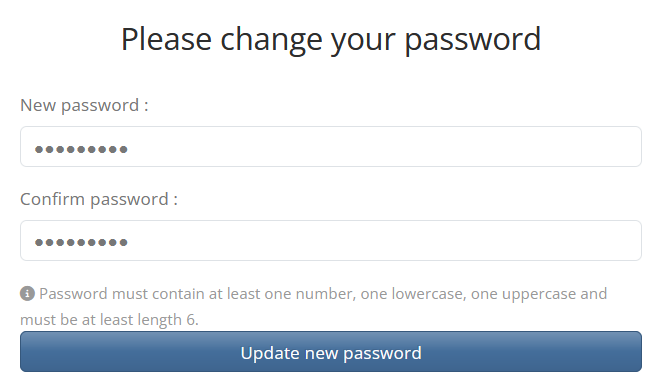 Please change your password
New password :
●●●●●●●●●
Confirm password :
●●●●●●●●●
Password must contain at least one number, one lowercase, one uppercase and
must be at least length 6.
Update new password